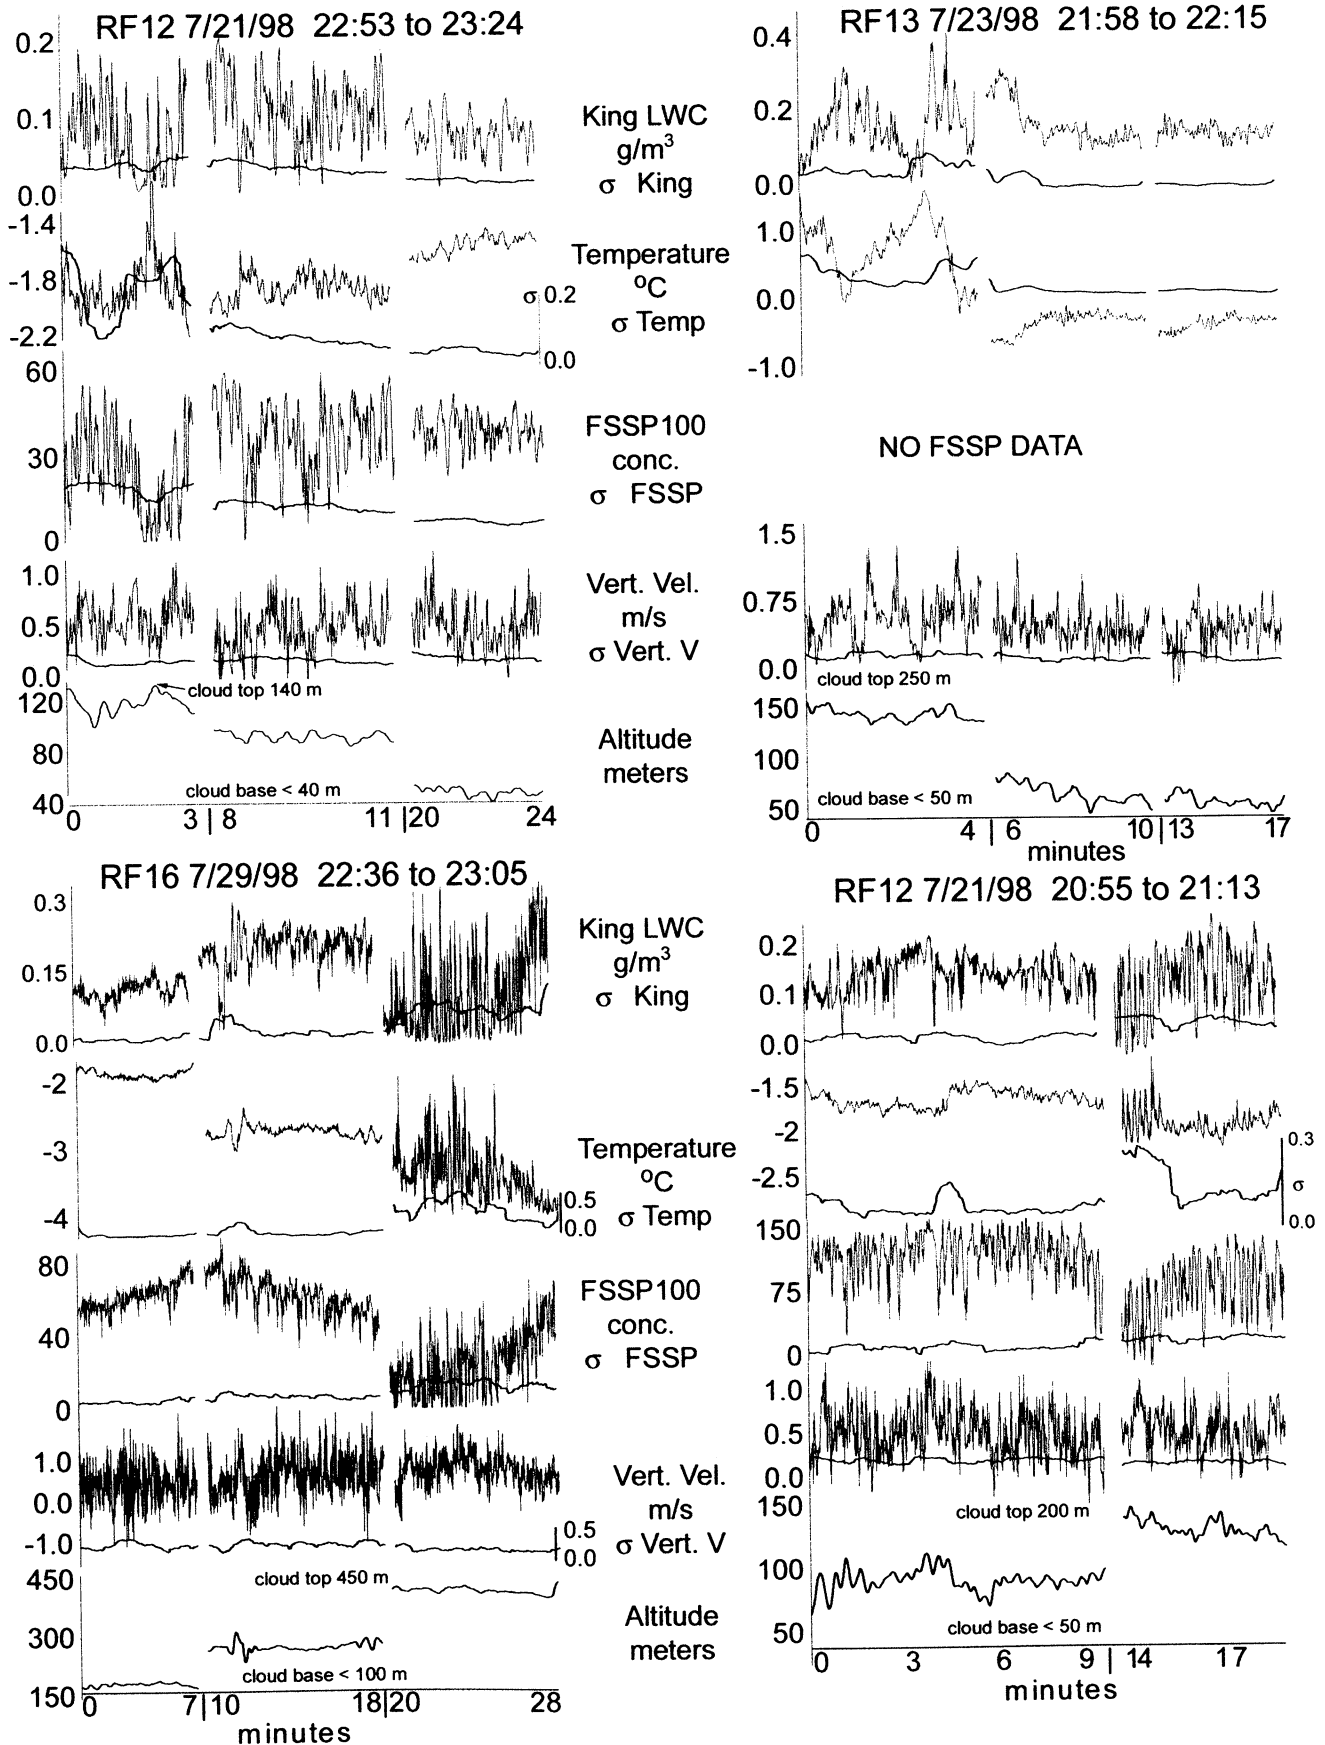 RF12 7/21/98 22:53 to 23:24
0.2
0.1
0.0
King LWC
g/m³
σ King
-1.4
-1.8
-2.2
Temperature
⁰C
σ Temp
σ 0.2
0.0
60
30
0
FSSP100
conc.
σ FSSP
1.0
0.5
0.0
Vert. Vel.
m/s
σ Vert. V
cloud top 140 m
120
80
40
Altitude
meters
cloud base < 40 m
0 3|8 11|20 24
RF13 7/23/98 21:58 to 22:15
0.4
0.2
0.0
1.0
0.0
-1.0
NO FSSP DATA
1.5
0.75
0.0
cloud top 250 m
150
100
50
cloud base < 50 m
0 4|6 10|13 17
minutes
RF16 7/29/98 22:36 to 23:05
0.3
0.15
0.0
King LWC
g/m³
σ King
-2
-3
-4
Temperature
⁰C
σ Temp
0.5
0.0
80
40
0
FSSP100
conc.
σ FSSP
1.0
0.0
-1.0
Vert. Vel.
m/s
σ Vert. V
0.5
0.0
cloud top 450 m
450
300
150
Altitude
meters
cloud base < 100 m
0 7|10 18|20 28
minutes
RF12 7/21/98 20:55 to 21:13
0.2
0.1
0.0
-1.5
-2
-2.5
0.3
σ
0.0
150
75
0
1.0
0.5
0.0
cloud top 200 m
150
100
50
cloud base < 50 m
0 3 6 9|14 17
minutes